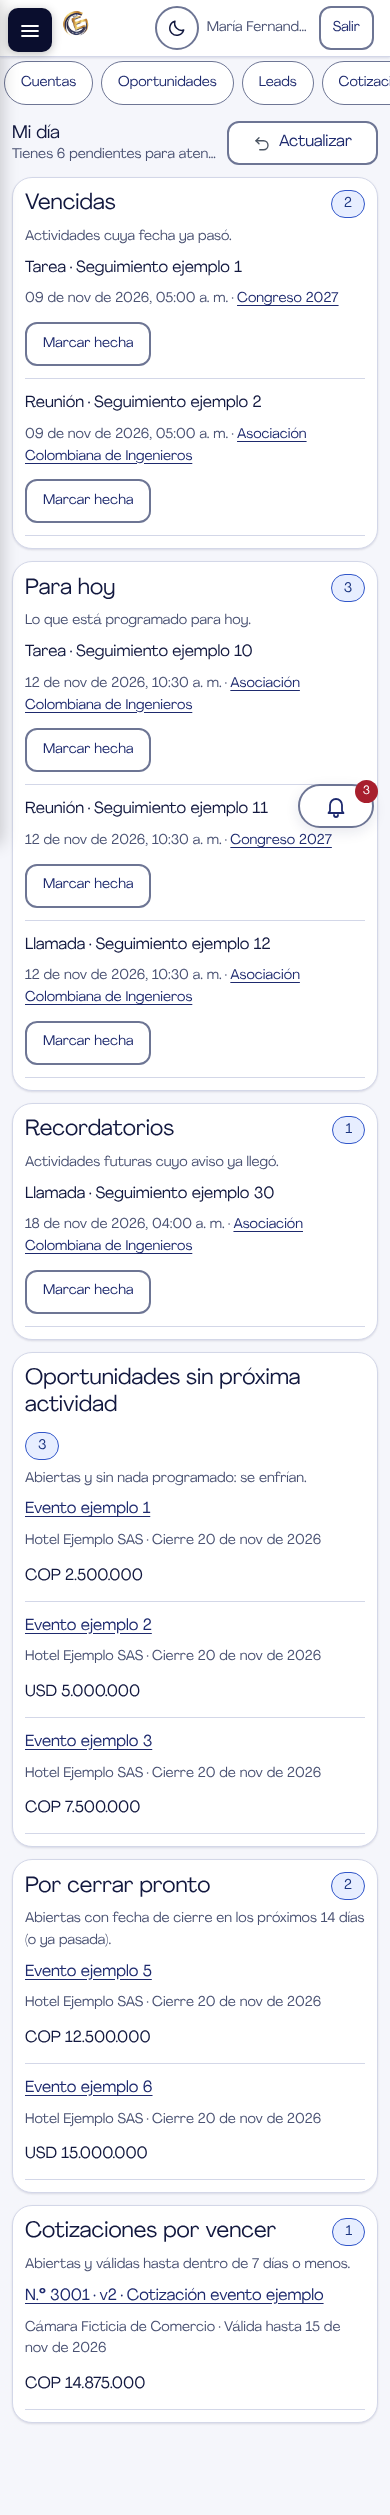 María Fernand...
Salir
Cuentas
Oportunidades
Leads
Mi día
Tienes 6 pendientes para aten...
Actualizar
Vencidas
2
Actividades cuya fecha ya pasó.
Tarea · Seguimiento ejemplo 1
09 de nov de 2026, 05:00 a. m. · Congreso 2027
Marcar hecha
Reunión · Seguimiento ejemplo 2
09 de nov de 2026, 05:00 a. m. · Asociación
Colombiana de Ingenieros
Marcar hecha
Para hoy
3
Lo que está programado para hoy.
Tarea · Seguimiento ejemplo 10
12 de nov de 2026, 10:30 a. m. · Asociación
Colombiana de Ingenieros
Marcar hecha
3
Reunión · Seguimiento ejemplo 11
12 de nov de 2026, 10:30 a. m. · Congreso 2027
Marcar hecha
Llamada · Seguimiento ejemplo 12
12 de nov de 2026, 10:30 a. m. · Asociación
Colombiana de Ingenieros
Marcar hecha
Recordatorios
1
Actividades futuras cuyo aviso ya llegó.
Llamada · Seguimiento ejemplo 30
18 de nov de 2026, 04:00 a. m. · Asociación
Colombiana de Ingenieros
Marcar hecha
Oportunidades sin próxima
actividad
3
Abiertas y sin nada programado: se enfrían.
Evento ejemplo 1
Hotel Ejemplo SAS · Cierre 20 de nov de 2026
COP 2.500.000
Evento ejemplo 2
Hotel Ejemplo SAS · Cierre 20 de nov de 2026
USD 5.000.000
Evento ejemplo 3
Hotel Ejemplo SAS · Cierre 20 de nov de 2026
COP 7.500.000
Por cerrar pronto
2
Abiertas con fecha de cierre en los próximos 14 días
(o ya pasada).
Evento ejemplo 5
Hotel Ejemplo SAS · Cierre 20 de nov de 2026
COP 12.500.000
Evento ejemplo 6
Hotel Ejemplo SAS · Cierre 20 de nov de 2026
USD 15.000.000
Cotizaciones por vencer
1
Abiertas y válidas hasta dentro de 7 días o menos.
N.° 3001 · v2 · Cotización evento ejemplo
Cámara Ficticia de Comercio · Válida hasta 15 de
nov de 2026
COP 14.875.000